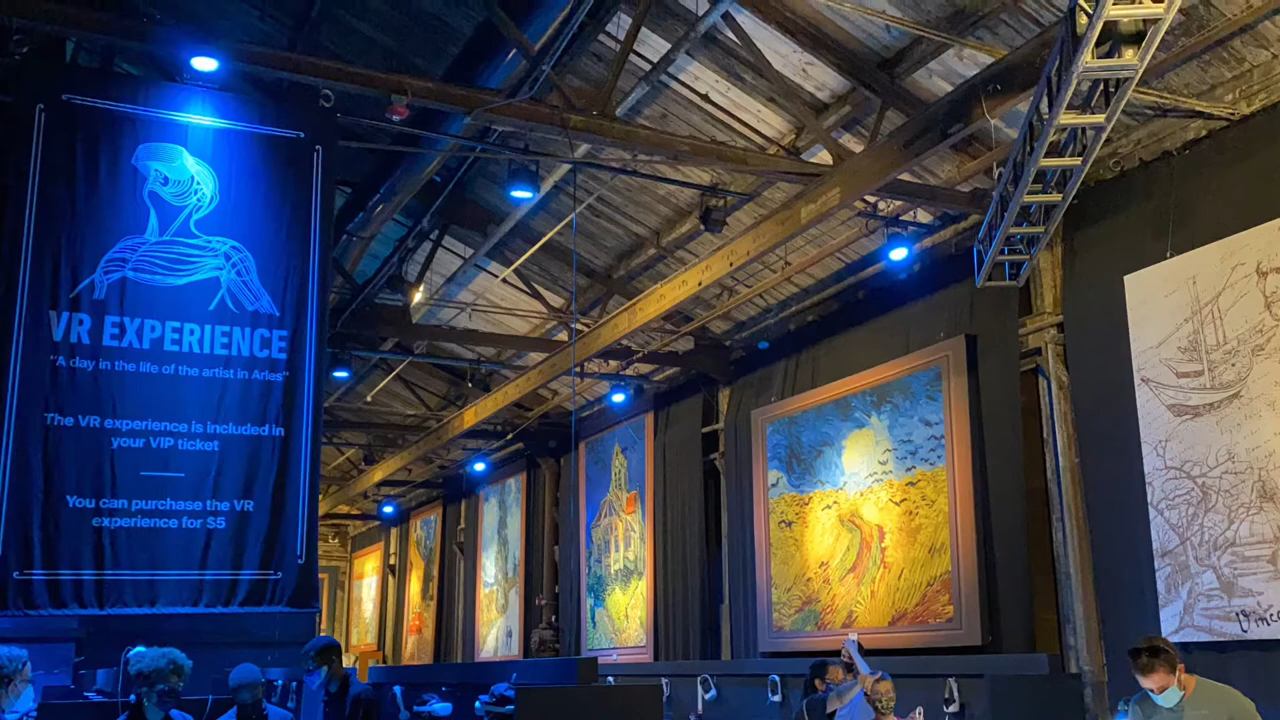 VR EXPERIENCE
"A day in the life of the artist in Arles"
The VR experience is included in
your VIP ticket
You can purchase the VR
experience for $5